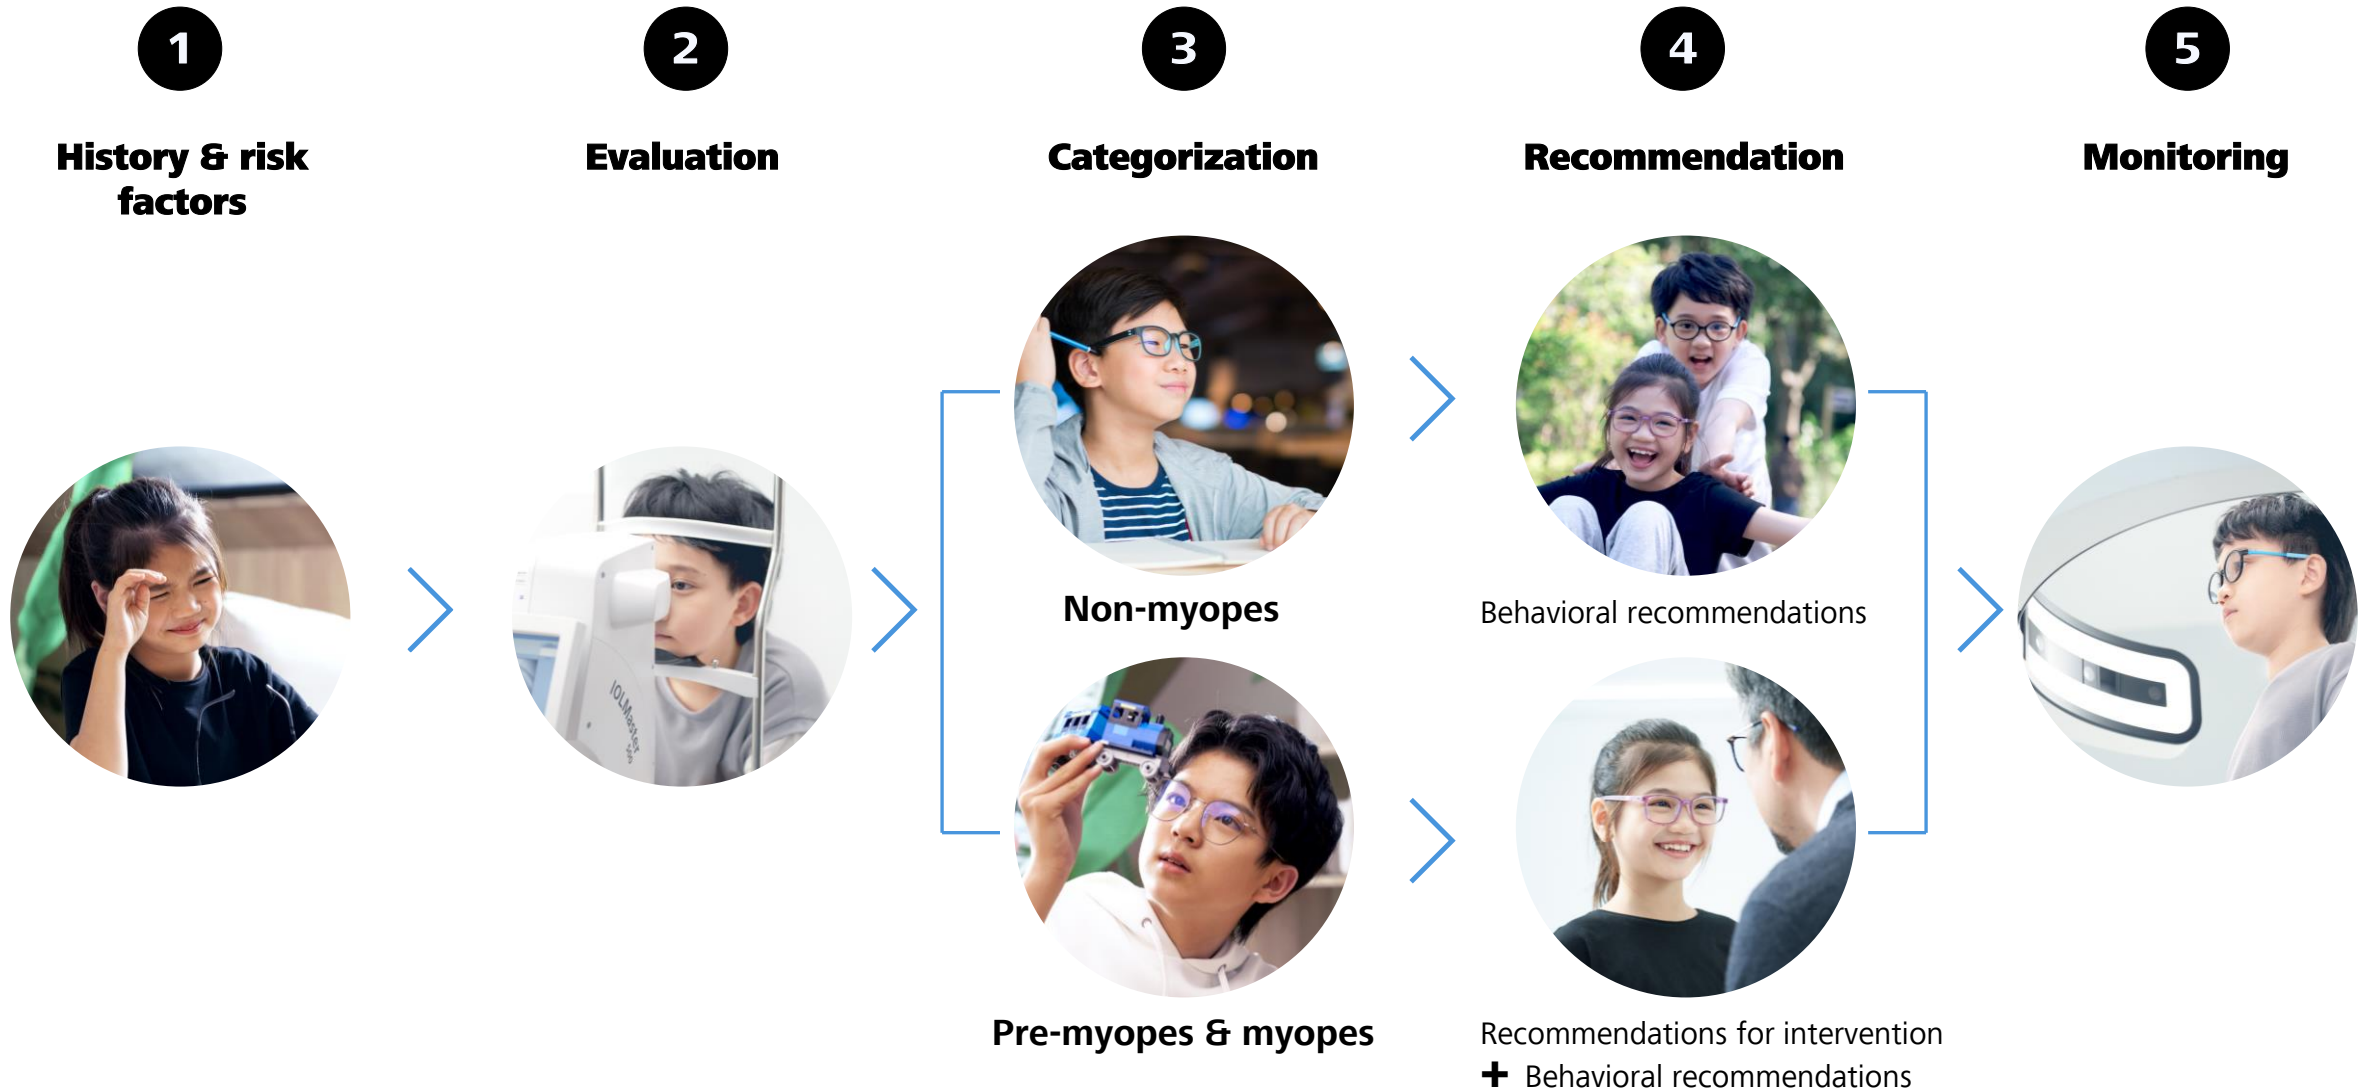 1
2
3
4
5
History & risk
factors
Evaluation
Categorization
Recommendation
Monitoring
IOLMaster
Non-myopes
Behavioral recommendations
Pre-myopes & myopes
Recommendations for intervention
+ Behavioral recommendations